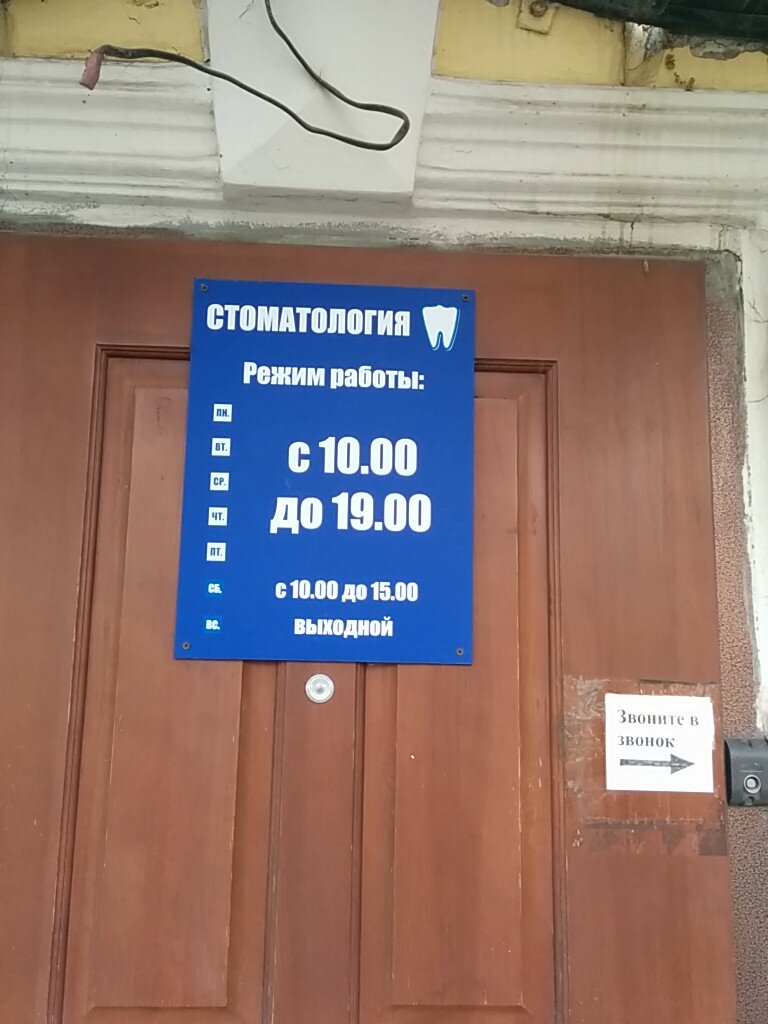 СТОМАТОЛОГИЯ
Режим работы:
ПН.
ВТ.
СР.
ЧТ.
ПТ.
с 10.00
до 19.00
СБ. с 10.00 до 15.00
ВС. выходной
Звоните в
звонок